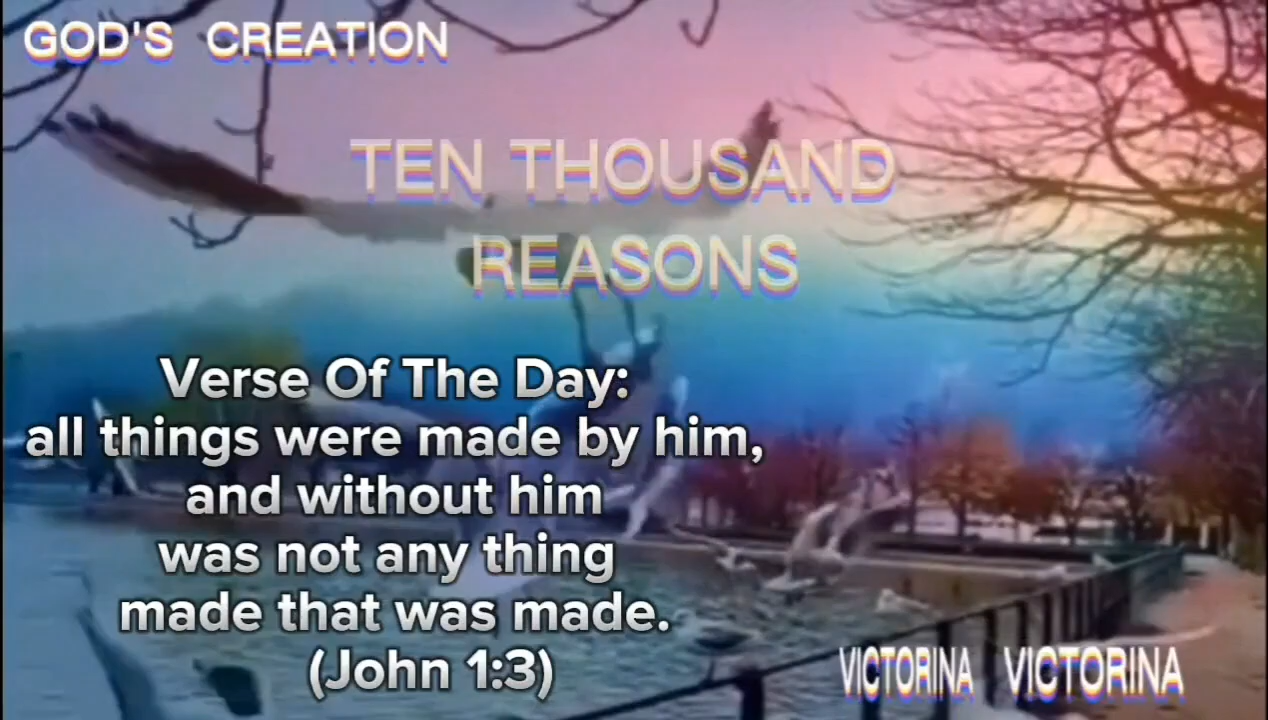 GOD'S CREATION
TEN THOUSAND
REASONS
Verse Of The Day:
all things were made by him,
and without him
was not any thing
made that was made.
(John 1:3)
VICTORINA VICTORINA